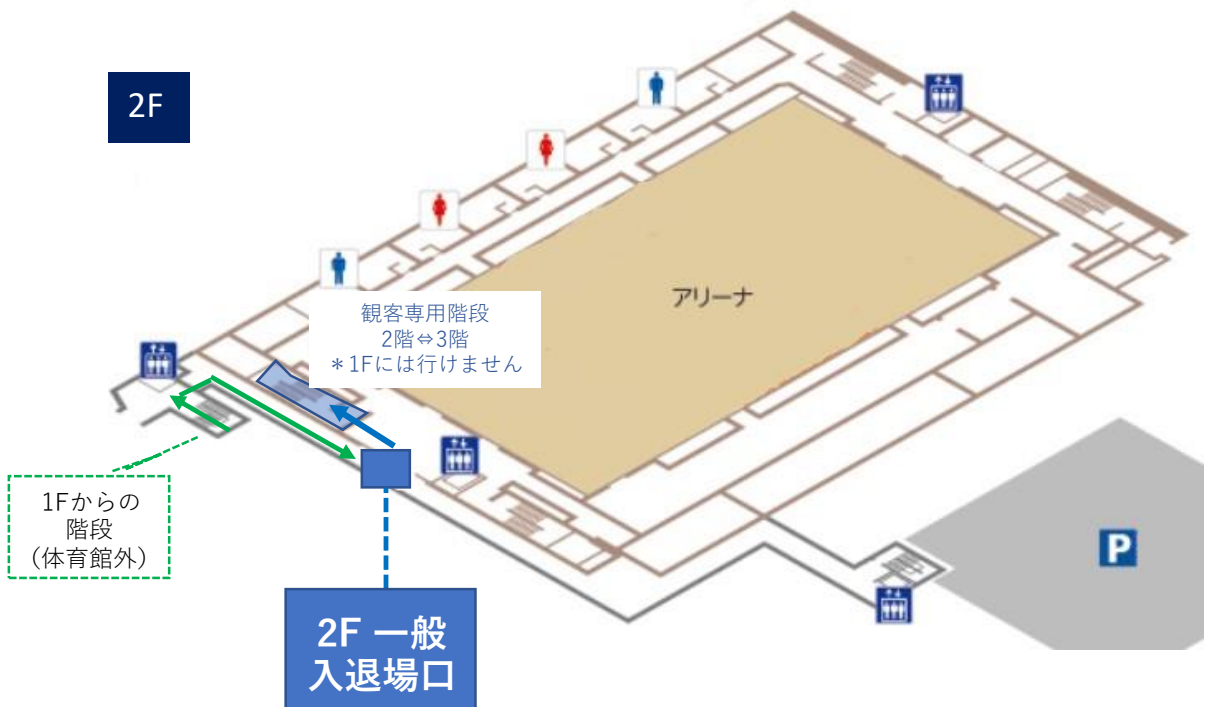 2F
アリーナ
観客専用階段
2階⇔3階
＊1Fには行けません
1Fからの
階段
（体育館外）
P
2F 一般
入退場口